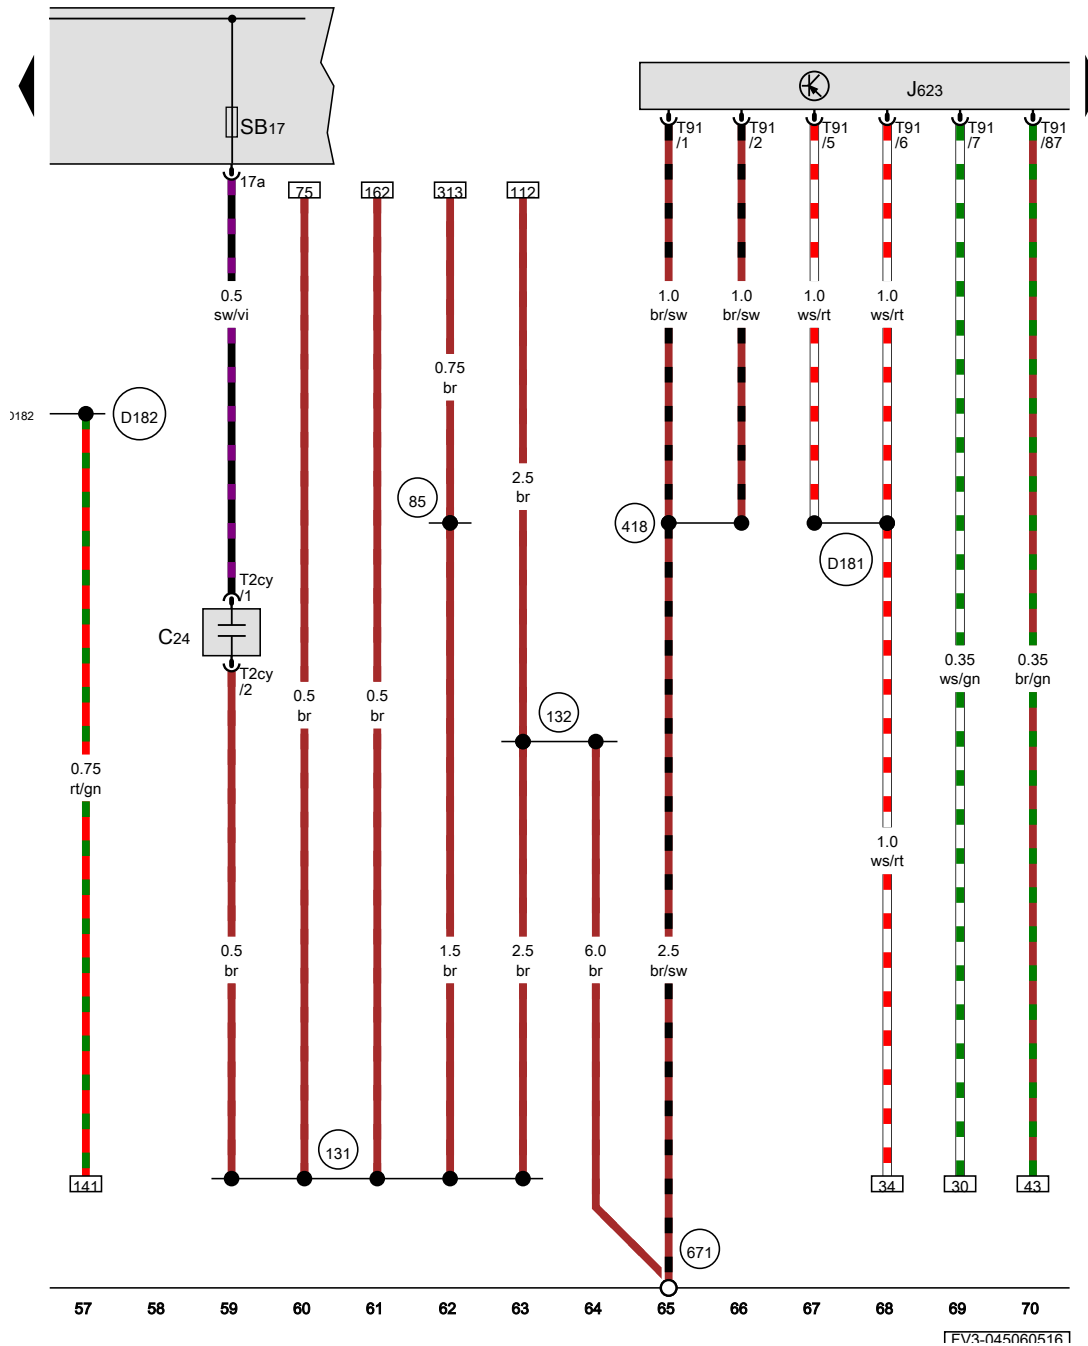 J623
SB17
17a
T91
/1
T91
/2
T91
/5
T91
/6
T91
/7
T91
/87
75
162
313
112
0.5
sw/vi
1.0
br/sw
1.0
br/sw
1.0
ws/rt
1.0
ws/rt
0.75
br
D182
D182
2.5
br
85
418
D181
T2cy
/1
C24
T2cy
/2
0.5
br
0.5
br
0.35
ws/gn
0.35
br/gn
132
0.75
rt/gn
1.0
ws/rt
0.5
br
1.5
br
2.5
br
6.0
br
2.5
br/sw
131
141
34
30
43
671
57 58 59 60 61 62 63 64 65 66 67 68 69 70
EV3-045060516